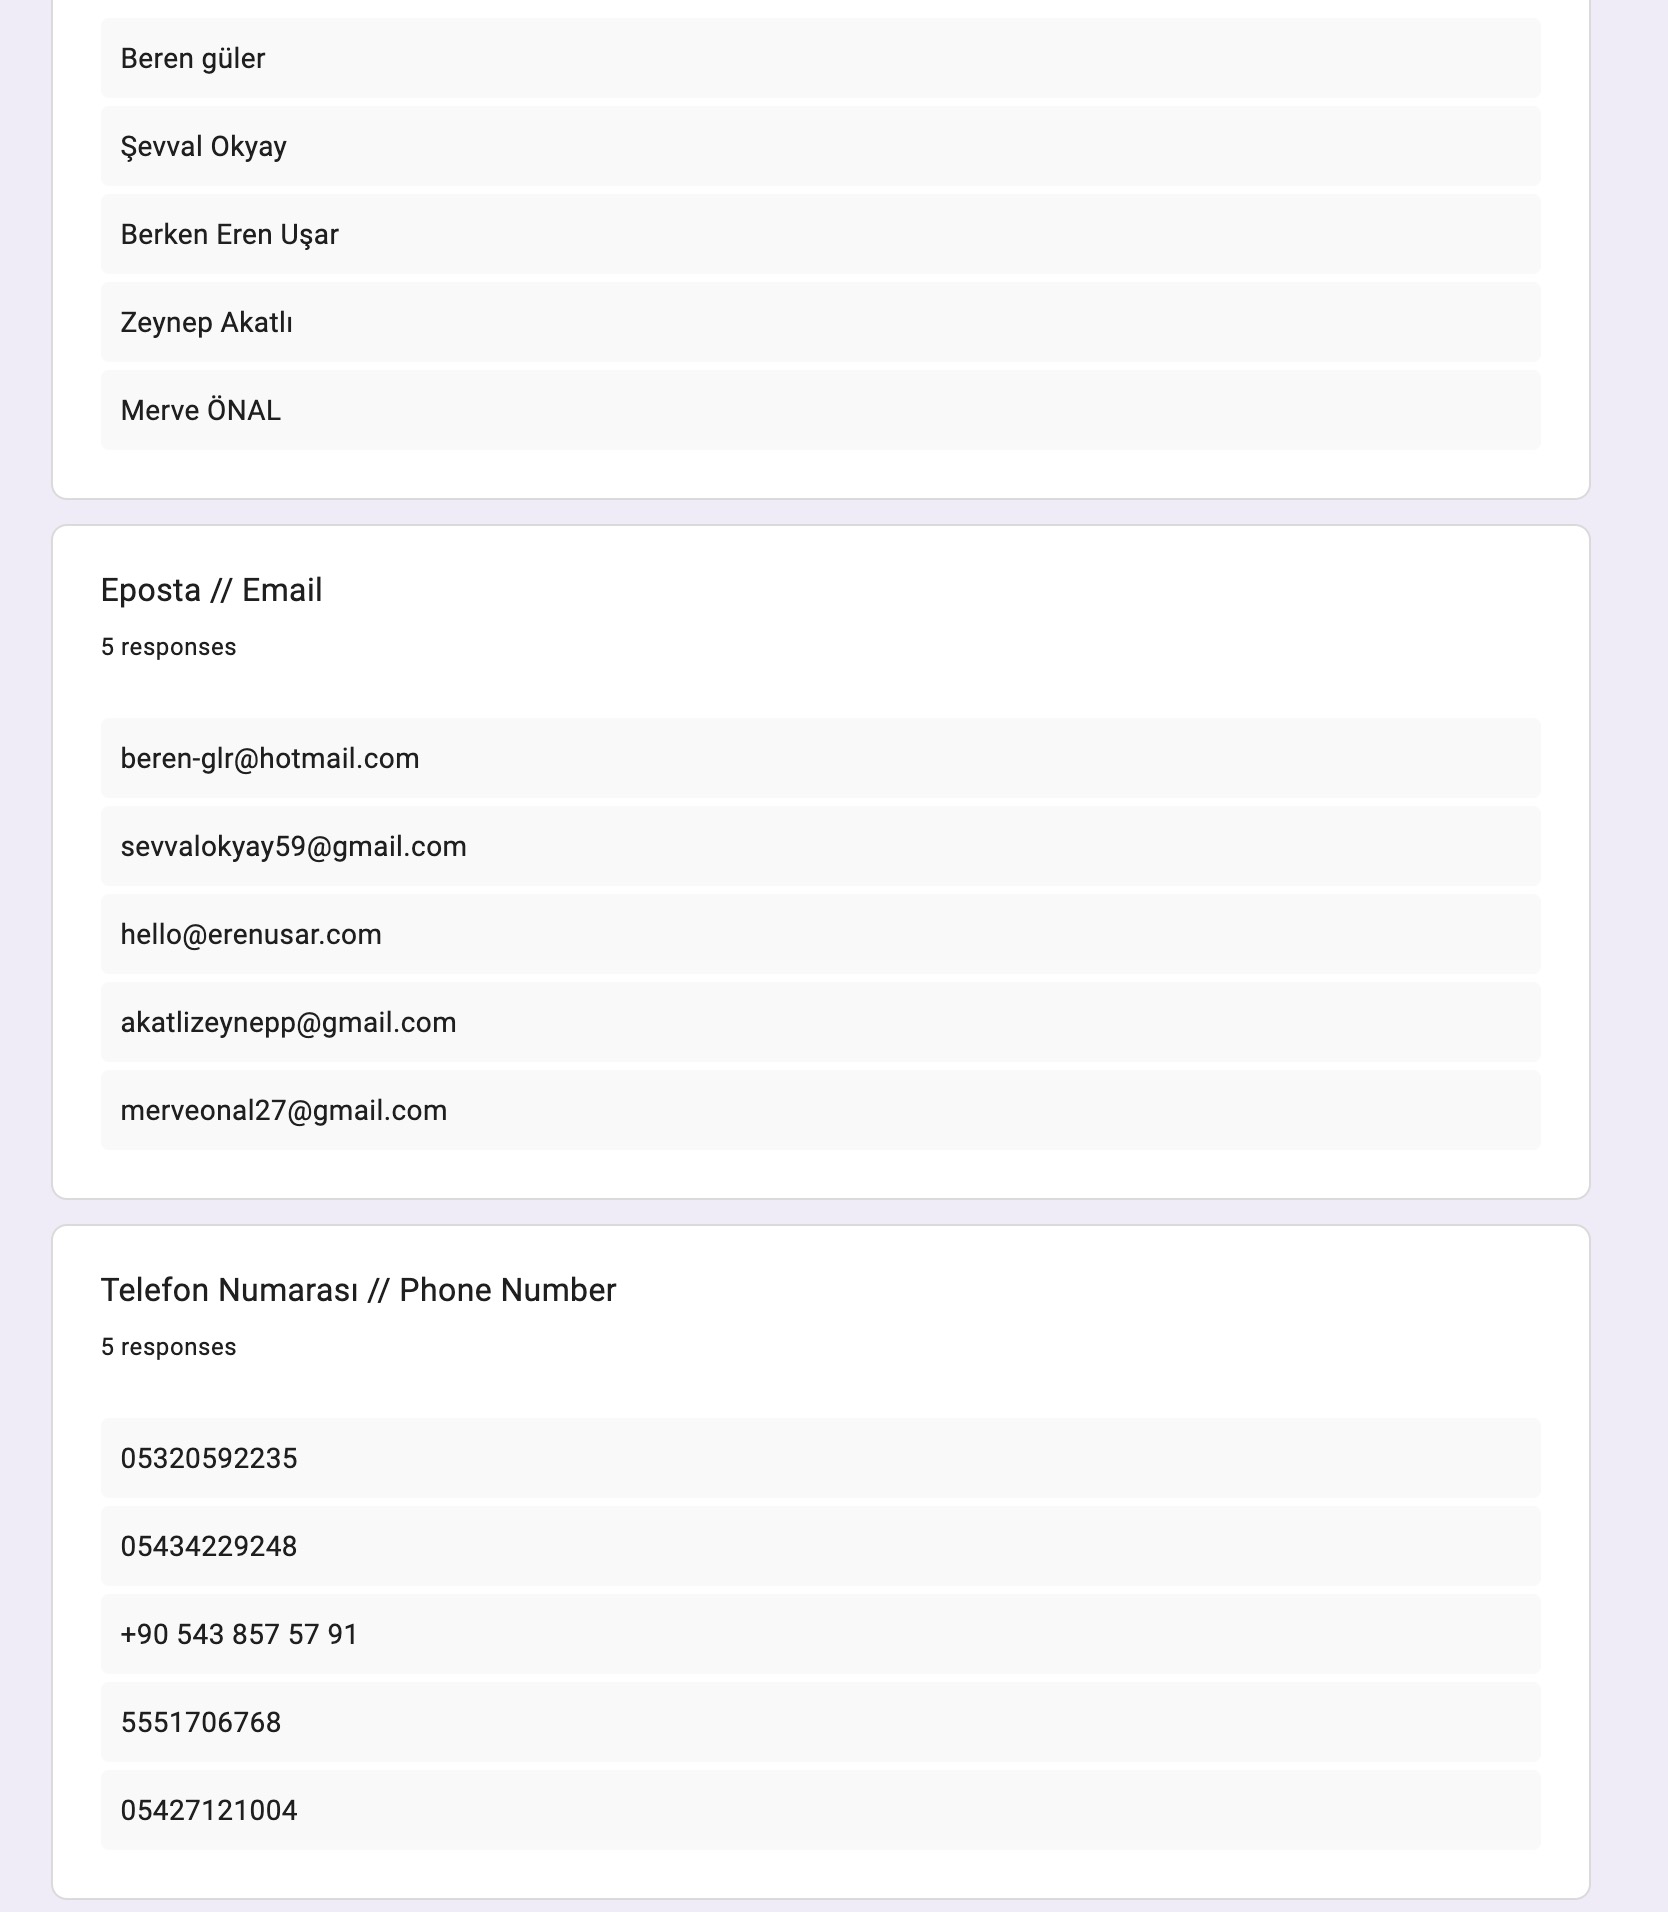 Beren güler
Şevval Okyay
Berken Eren Uşar
Zeynep Akatlı
Merve ÖNAL
Eposta // Email
5 responses
beren-glr@hotmail.com
sevvalokyay59@gmail.com
hello@erenusar.com
akatlizeynepp@gmail.com
merveonal27@gmail.com
Telefon Numarası // Phone Number
5 responses
05320592235
05434229248
+90 543 857 57 91
5551706768
05427121004